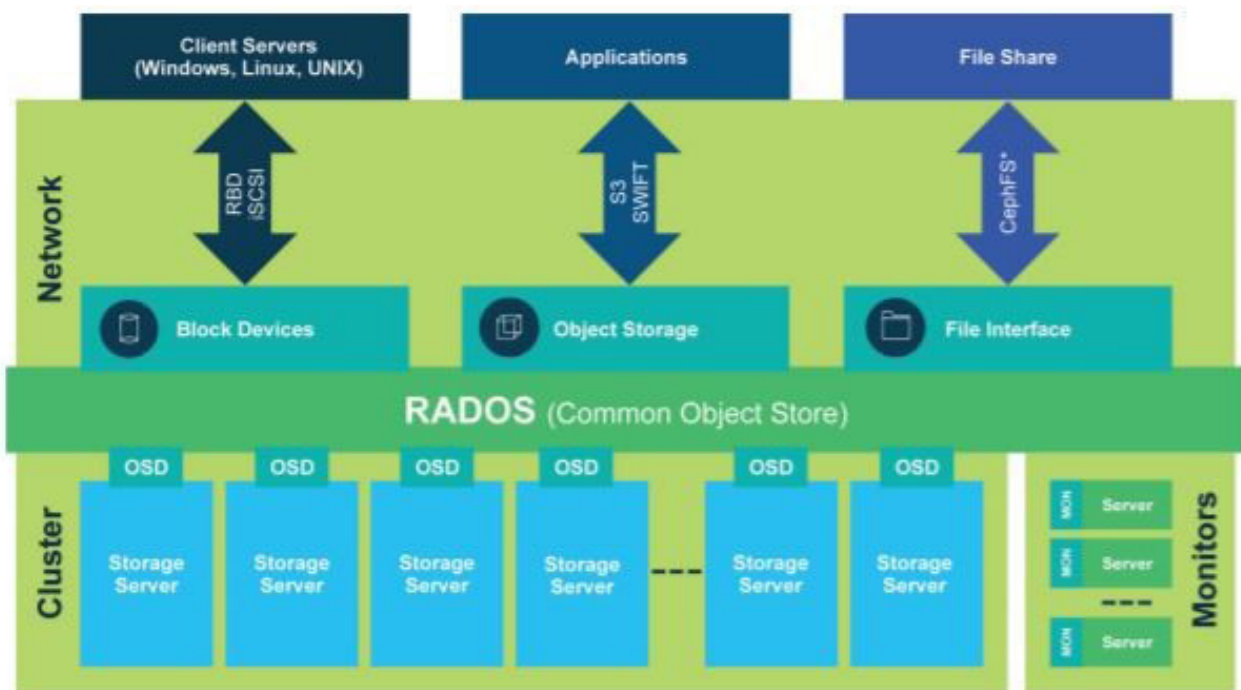 Client Servers
(Windows, Linux, UNIX)
Applications
File Share
Network
RBD
iSCSI
S3
SWIFT
CephFS*
Block Devices
Object Storage
File Interface
RADOS (Common Object Store)
Cluster
OSD
OSD
OSD
OSD
OSD
OSD
Storage
Server
Storage
Server
Storage
Server
Storage
Server
Storage
Server
Storage
Server
MON Server
MON Server
MON Server
Monitors